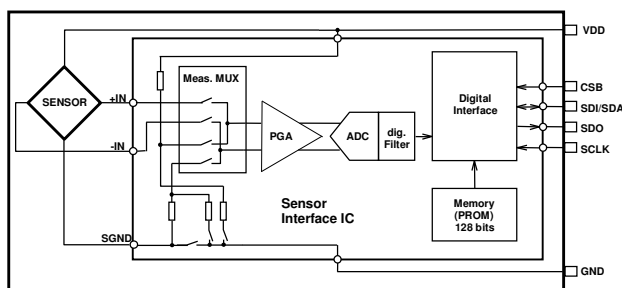 VDD
SENSOR
+IN
-IN
Meas. MUX
PGA
ADC
dig.
Filter
Digital
Interface
CSB
SDI/SDA
SDO
SCLK
Memory
(PROM)
128 bits
Sensor
Interface IC
SGND
GND